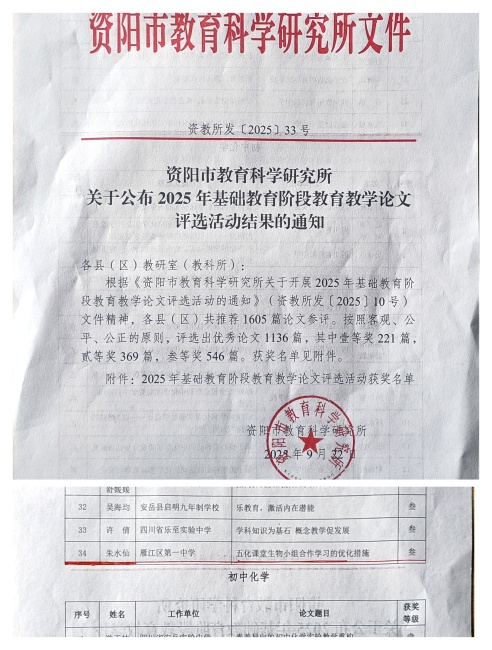 资阳市教育科学研究所文件
资教所发〔2025〕33号
资阳市教育科学研究所
关于公布2025年基础教育阶段教育教学论文
评选活动结果的通知
各县（区）教研室（教科所）：
根据《资阳市教育科学研究所关于开展2025年基础教育阶
段教育教学论文评选活动的通知》（资教所发〔2025〕10号）
文件精神，各县（区）共推荐1605篇论文参评。按照客观、公
平、公正的原则，评选出优秀论文1136篇，其中壹等奖221篇，
贰等奖369篇，叁等奖546篇。获奖名单见附件。
附件：2025年基础教育阶段教育教学论文评选活动获奖名单
资阳市教育科学研究所
2025年9月22日
资阳市教育科学研究所
舒媛媛
32 吴海均 安岳县启明九年制学校 乐教育，激活内在潜能 叁
33 许倩 四川省乐至实验中学 学科知识为基石 概念教学促发展 叁
34 朱水仙 雁江区第一中学 五化课堂生物小组合作学习的优化措施 叁
初中化学
序号 姓名 工作单位 论文题目 获奖等级